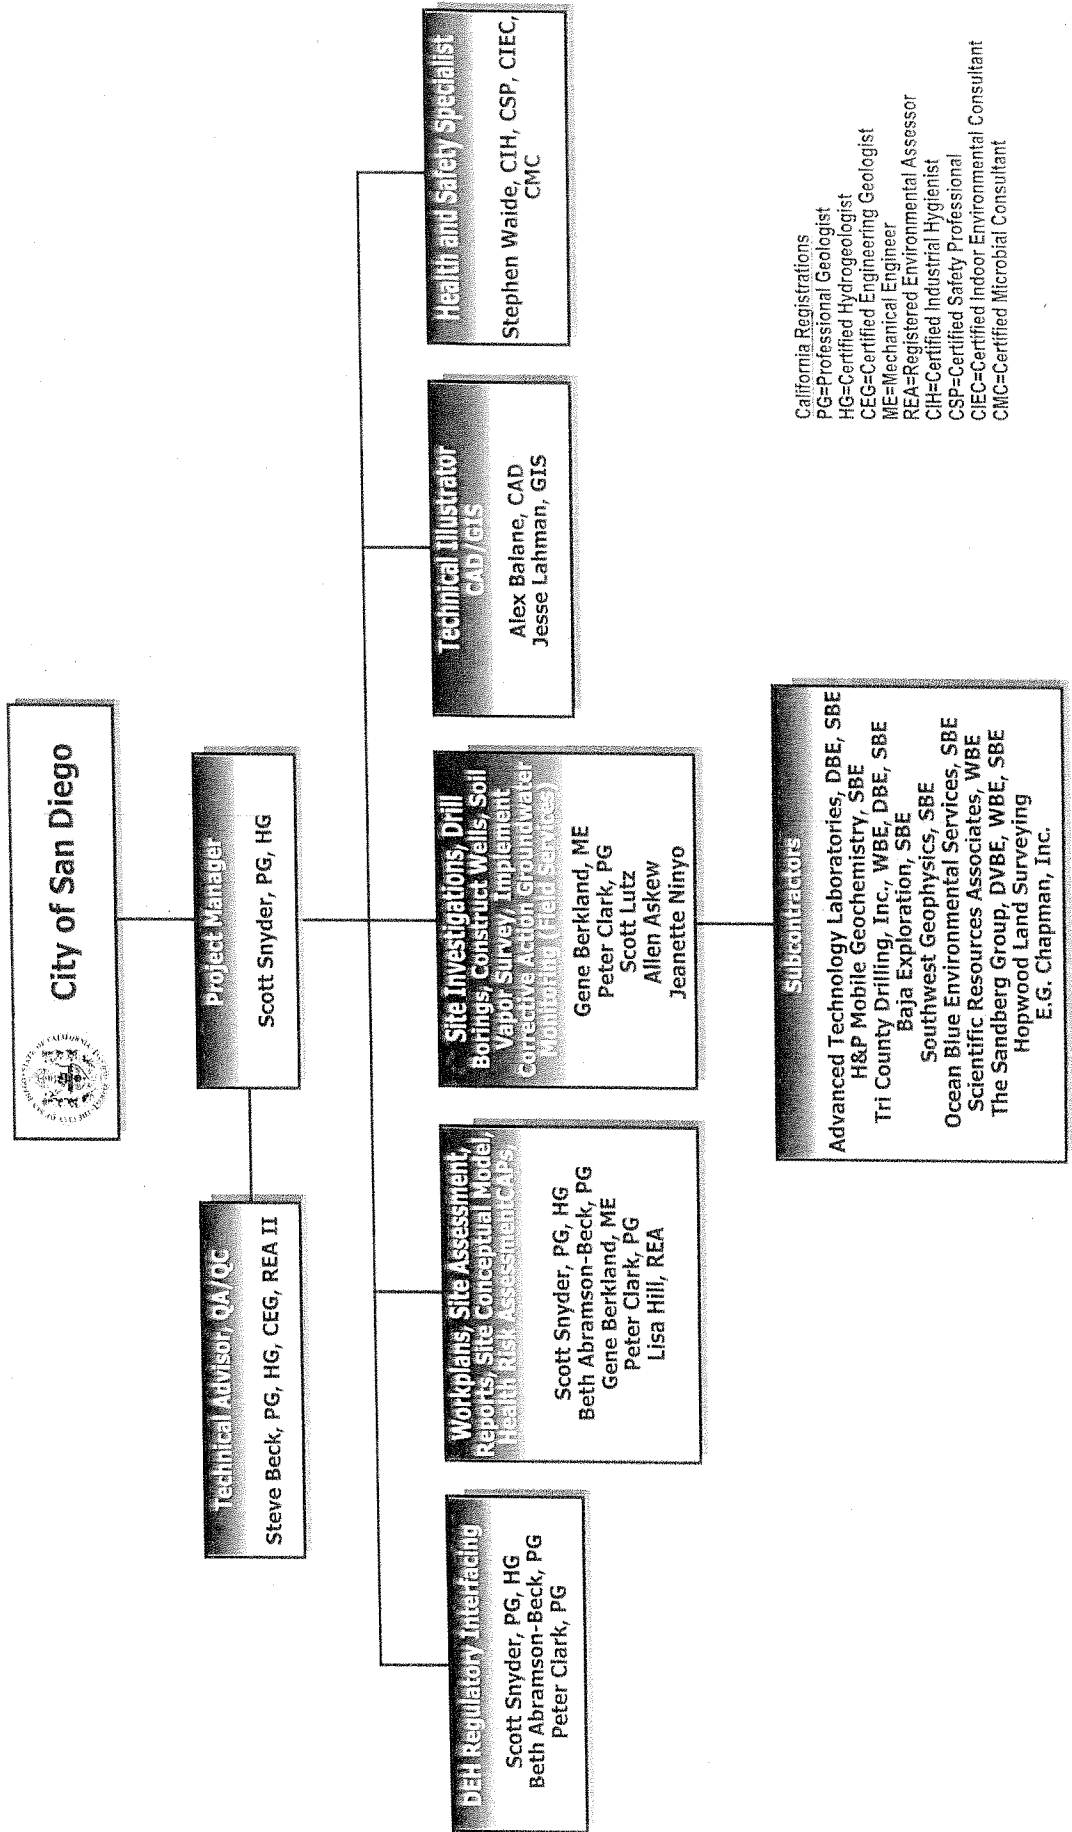 City of San Diego
Project Manager
Scott Snyder, PG, HG
Technical Advisor, QA/QC
Steve Beck, PG, HG, CEG, REA II
DEH Regulatory Interfacing
Scott Snyder, PG, HG
Beth Abramson-Beck, PG
Peter Clark, PG
Workplans, Site Assessment,
Reports, Site Conceptual Model,
Health Risk Assessment CAPs
Scott Snyder, PG, HG
Beth Abramson-Beck, PG
Gene Berkland, ME
Peter Clark, PG
Lisa Hill, REA
Site Investigations, Drill
Borings, Construct Wells, Soil
Vapor Survey, Implement
Corrective Action Groundwater
Monitoring (Field Services)
Gene Berkland, ME
Peter Clark, PG
Scott Lutz
Allen Askew
Jeanette Ninyo
Technical Illustrator
CAD/GIS
Alex Balane, CAD
Jesse Lahman, GIS
Health and Safety Specialist
Stephen Waide, CIH, CSP, CIEC,
CMC
Subcontractors
Advanced Technology Laboratories, DBE, SBE
H&P Mobile Geochemistry, SBE
Tri County Drilling, Inc., WBE, DBE, SBE
Baja Exploration, SBE
Southwest Geophysics, SBE
Ocean Blue Environmental Services, SBE
Scientific Resources Associates, WBE
The Sandberg Group, DVBE, WBE, SBE
Hopwood Land Surveying
E.G. Chapman, Inc.
California Registrations
PG=Professional Geologist
HG=Certified Hydrogeologist
CEG=Certified Engineering Geologist
ME=Mechanical Engineer
REA=Registered Environmental Assessor
CIH=Certified Industrial Hygienist
CSP=Certified Safety Professional
CIEC=Certified Indoor Environmental Consultant
CMC=Certified Microbial Consultant